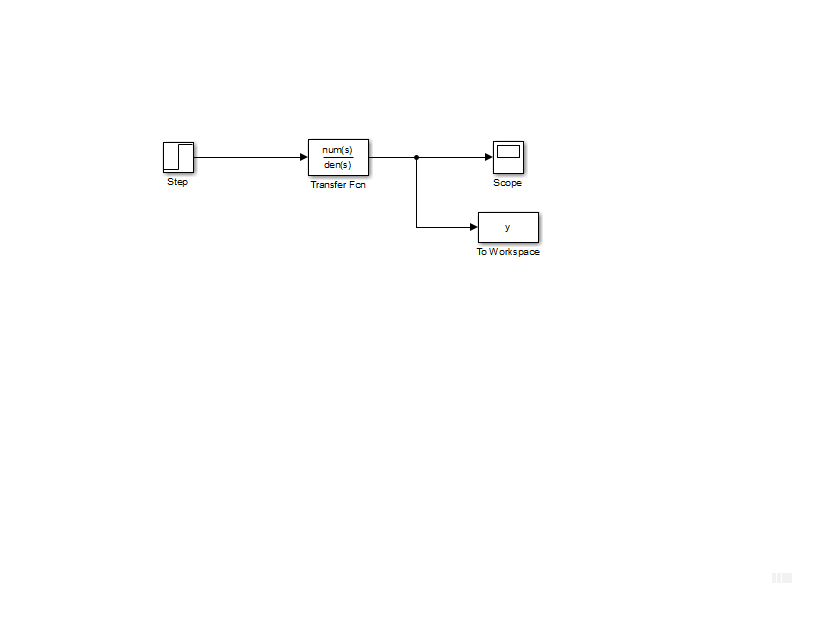 num(s)
den(s)
Step
Transfer Fcn
Scope
y
To Workspace